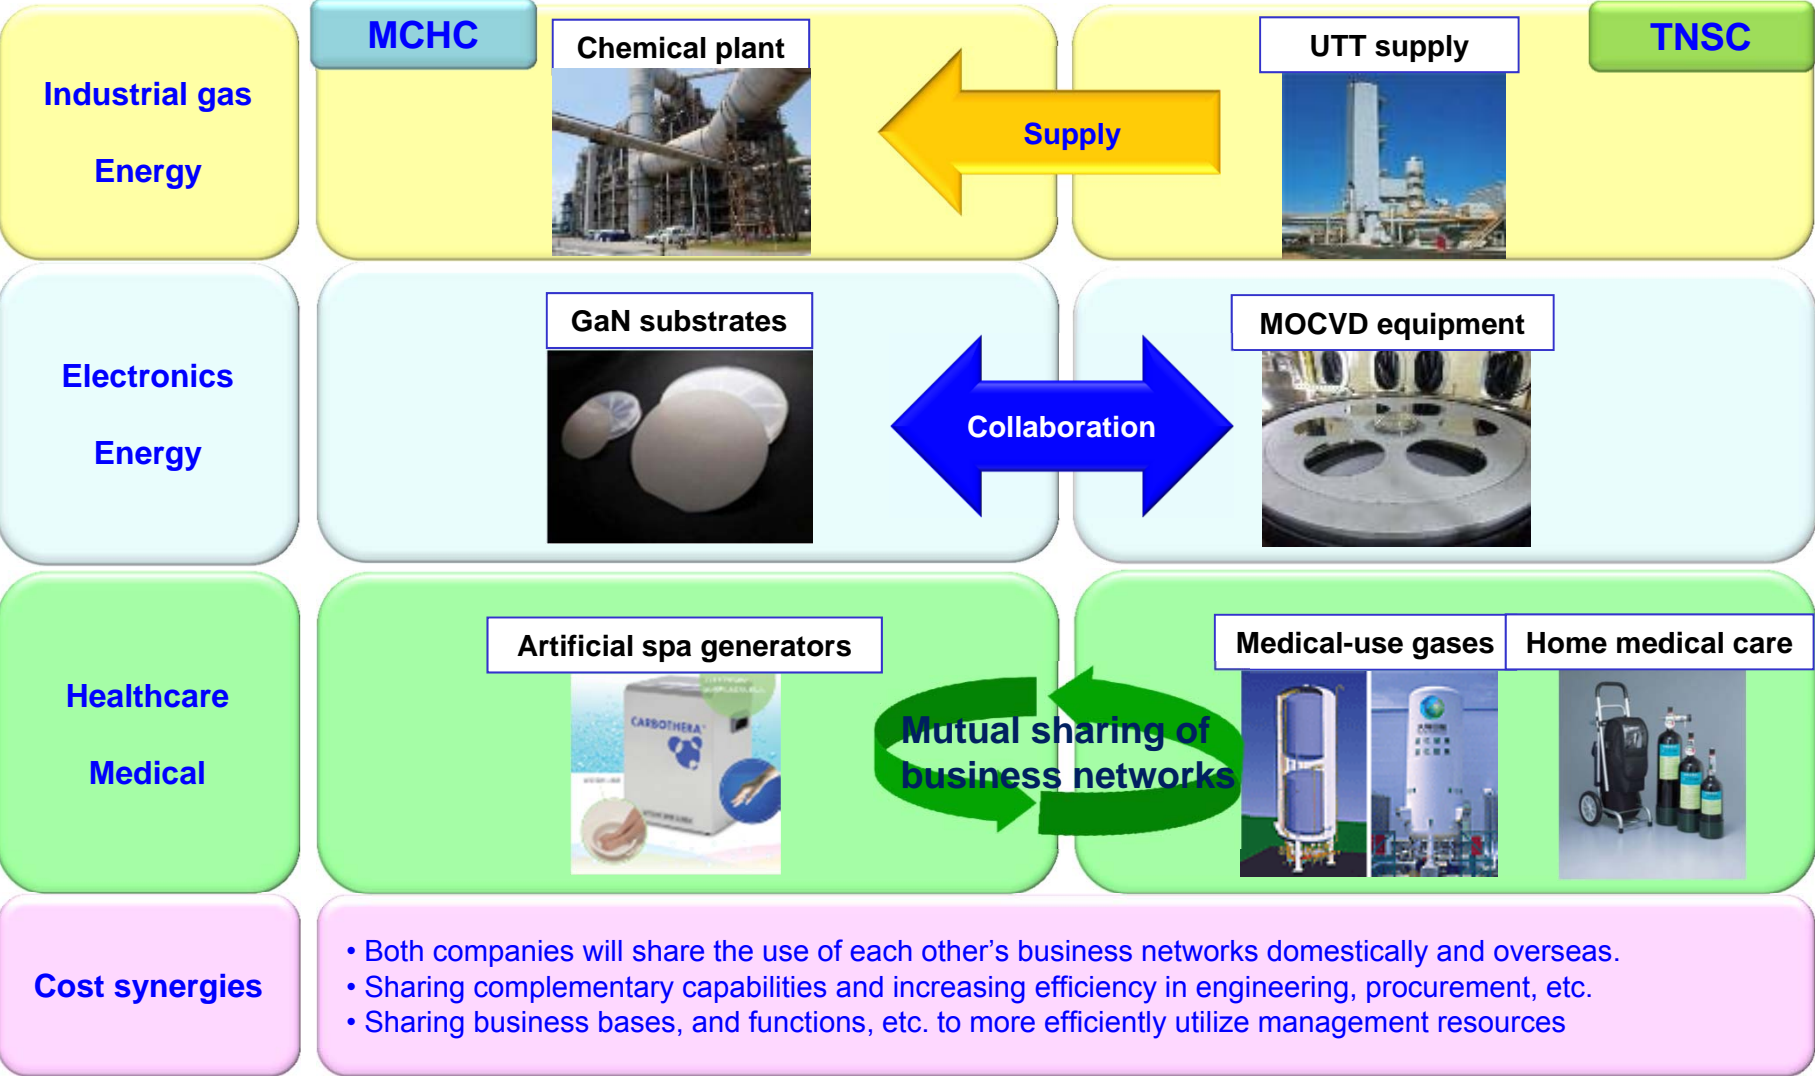 MCHC
TNSC
Industrial gas
Energy
Chemical plant
Supply
UTT supply
Electronics
Energy
GaN substrates
Collaboration
MOCVD equipment
Healthcare
Medical
Artificial spa generators
CARBOTHERA
Mutual sharing of
business networks
Medical-use gases
Home medical care
Cost synergies
• Both companies will share the use of each other’s business networks domestically and overseas.
• Sharing complementary capabilities and increasing efficiency in engineering, procurement, etc.
• Sharing business bases, and functions, etc. to more efficiently utilize management resources